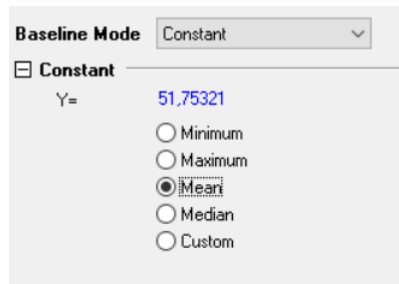 Baseline Mode Constant
Constant
Y= 51,75321
Minimum
Maximum
Mean
Median
Custom